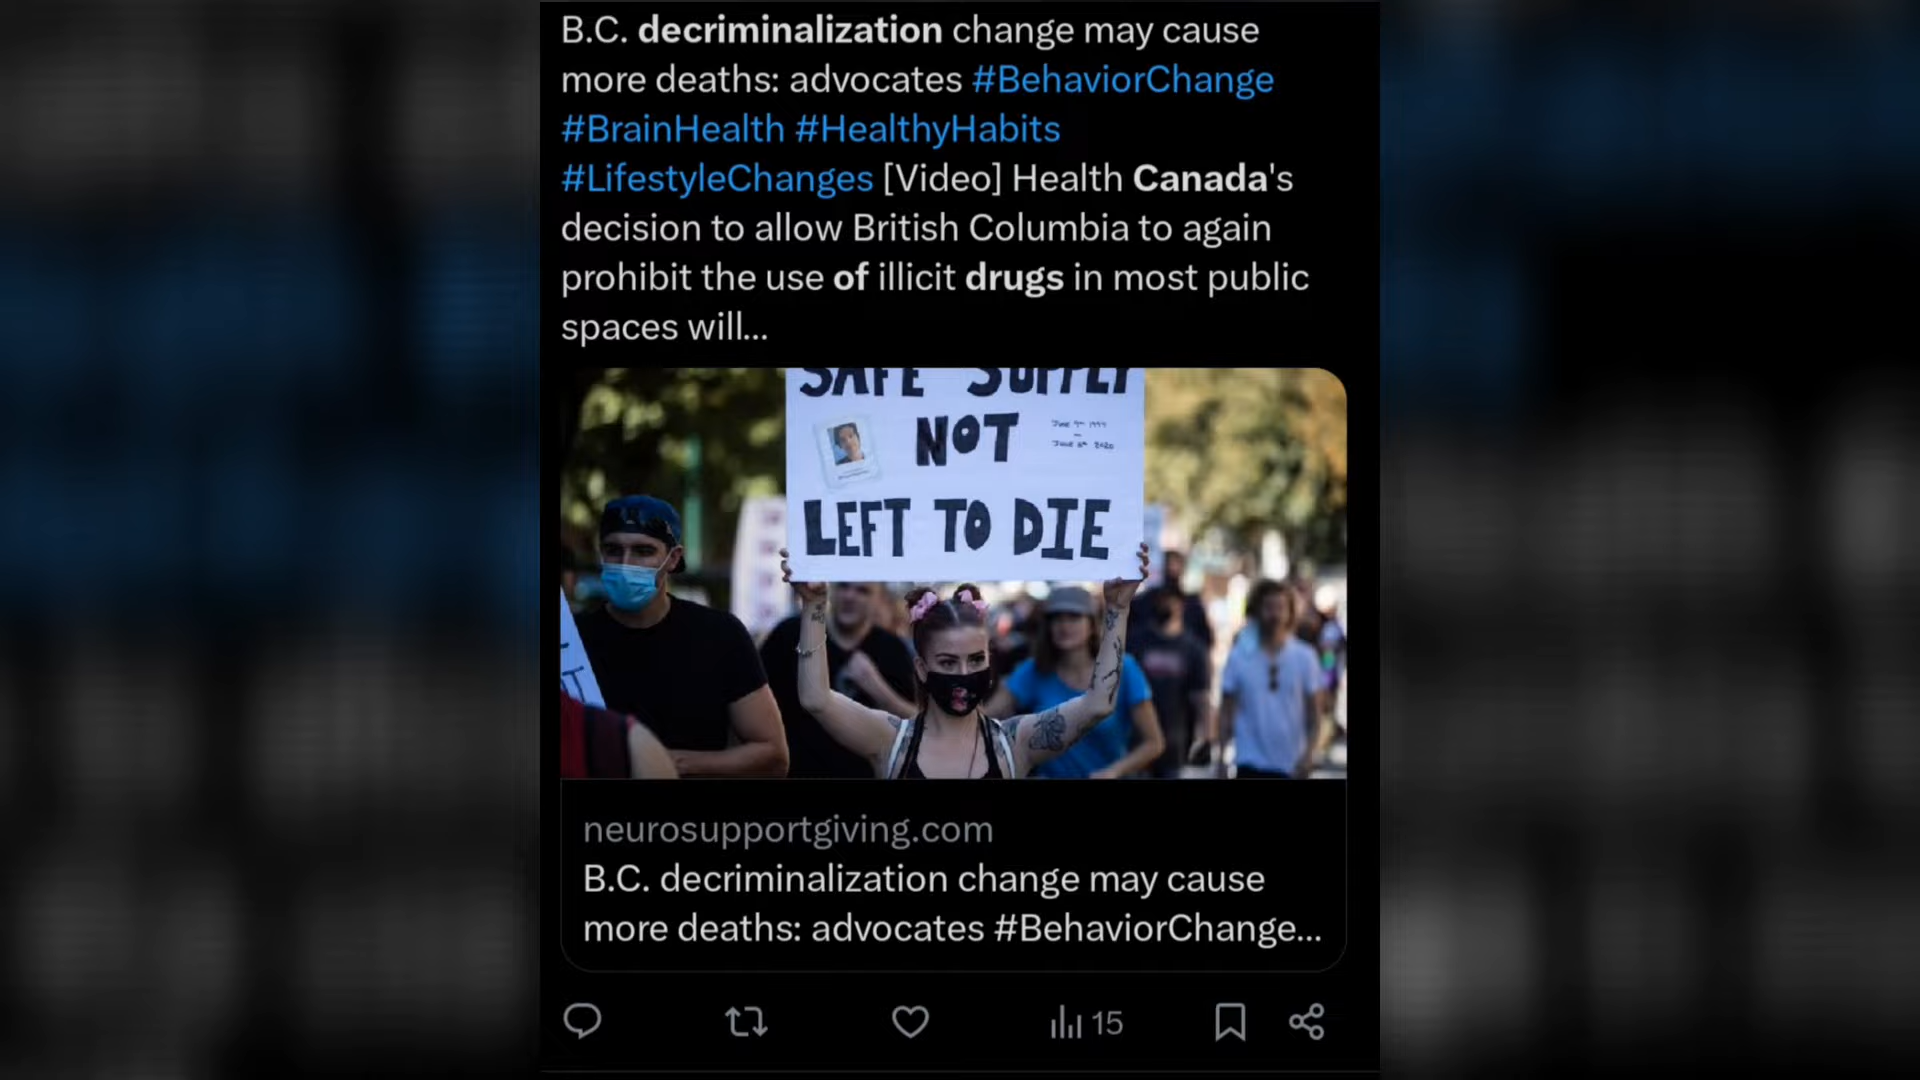 B.C. decriminalization change may cause
more deaths: advocates #BehaviorChange
#BrainHealth #HealthyHabits
#LifestyleChanges [Video] Health Canada's
decision to allow British Columbia to again
prohibit the use of illicit drugs in most public
spaces will...
SAFE SUPPLY
NOT
LEFT TO DIE
neurosupportgiving.com
B.C. decriminalization change may cause
more deaths: advocates #BehaviorChange...
15